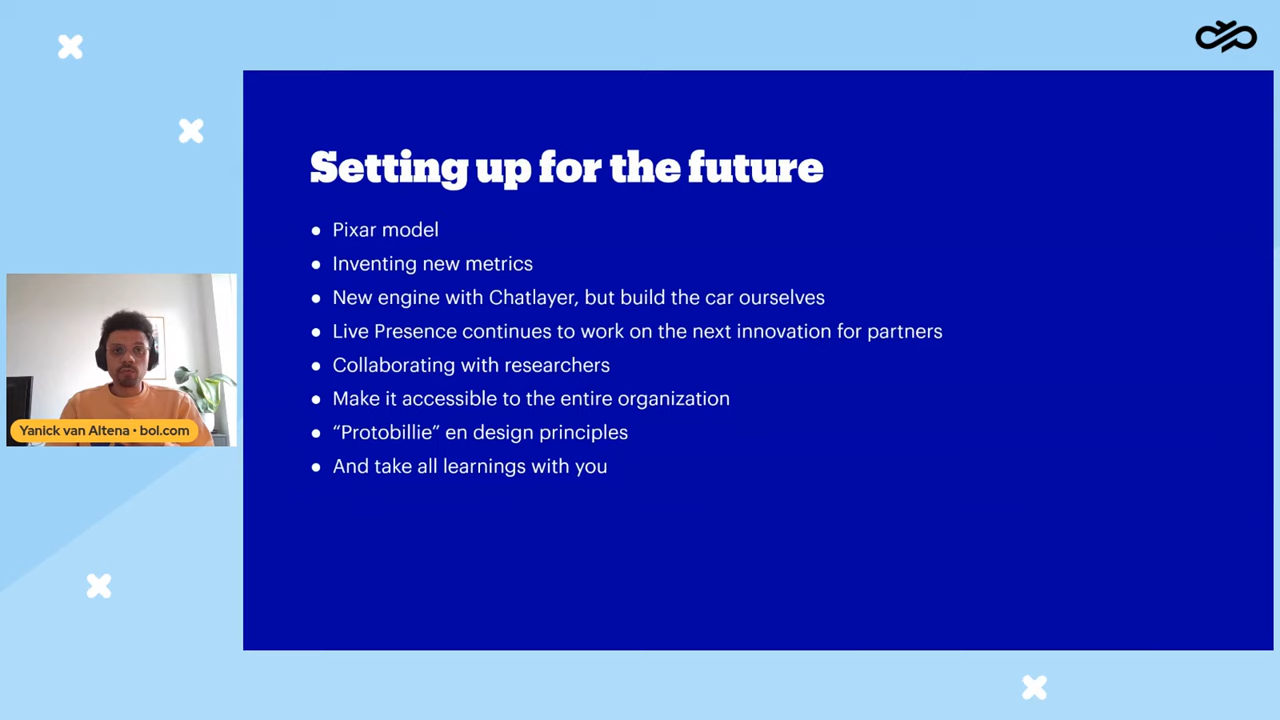 Setting up for the future
● Pixar model
● Inventing new metrics
● New engine with Chatlayer, but build the car ourselves
● Live Presence continues to work on the next innovation for partners
● Collaborating with researchers
● Make it accessible to the entire organization
● “Protobillie” en design principles
● And take all learnings with you
Yanick van Altena • bol.com